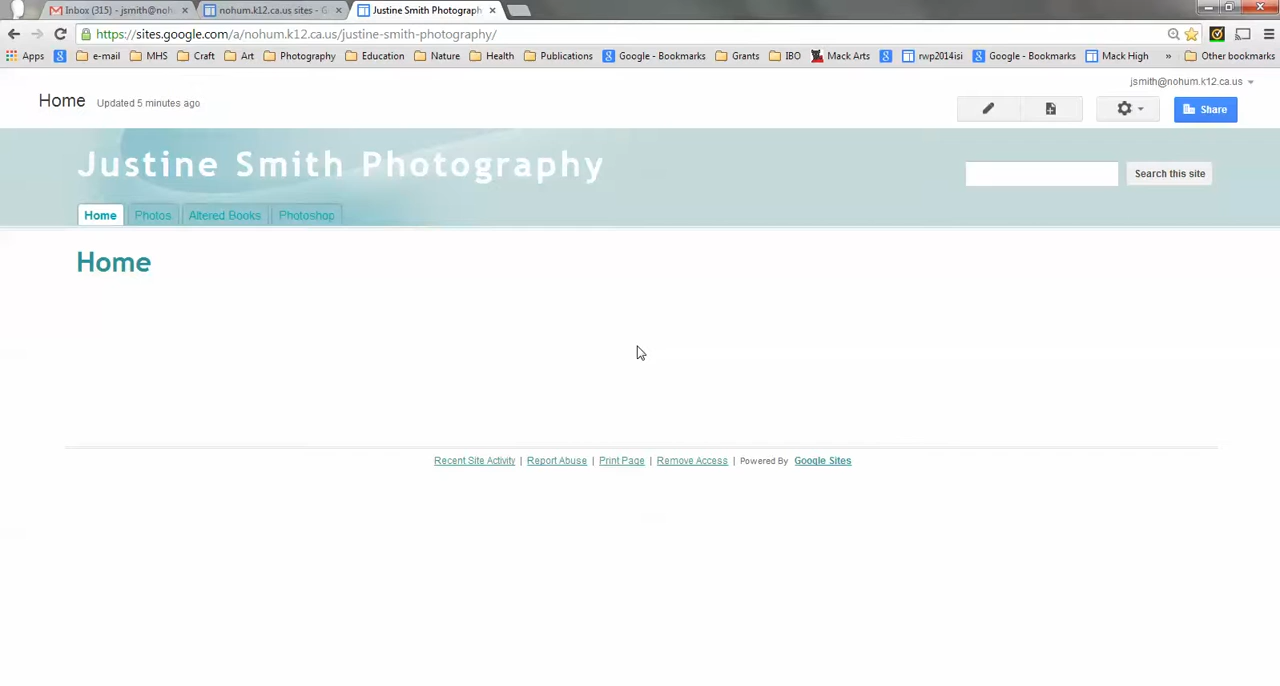 Inbox (315) - jsmith@noh
nohum.k12.ca.us sites - G
Justine Smith Photograph
https://sites.google.com/a/nohum.k12.ca.us/justine-smith-photography/
Apps e-mail MHS Craft Art Photography Education Nature Health Publications Google - Bookmarks Grants IBO Mack Arts rwp2014isi Google - Bookmarks Mack High » Other bookmarks
jsmith@nohum.k12.ca.us
Home Updated 5 minutes ago
Share
Justine Smith Photography
Search this site
Home Photos Altered Books Photoshop
Home
Recent Site Activity | Report Abuse | Print Page | Remove Access | Powered By Google Sites